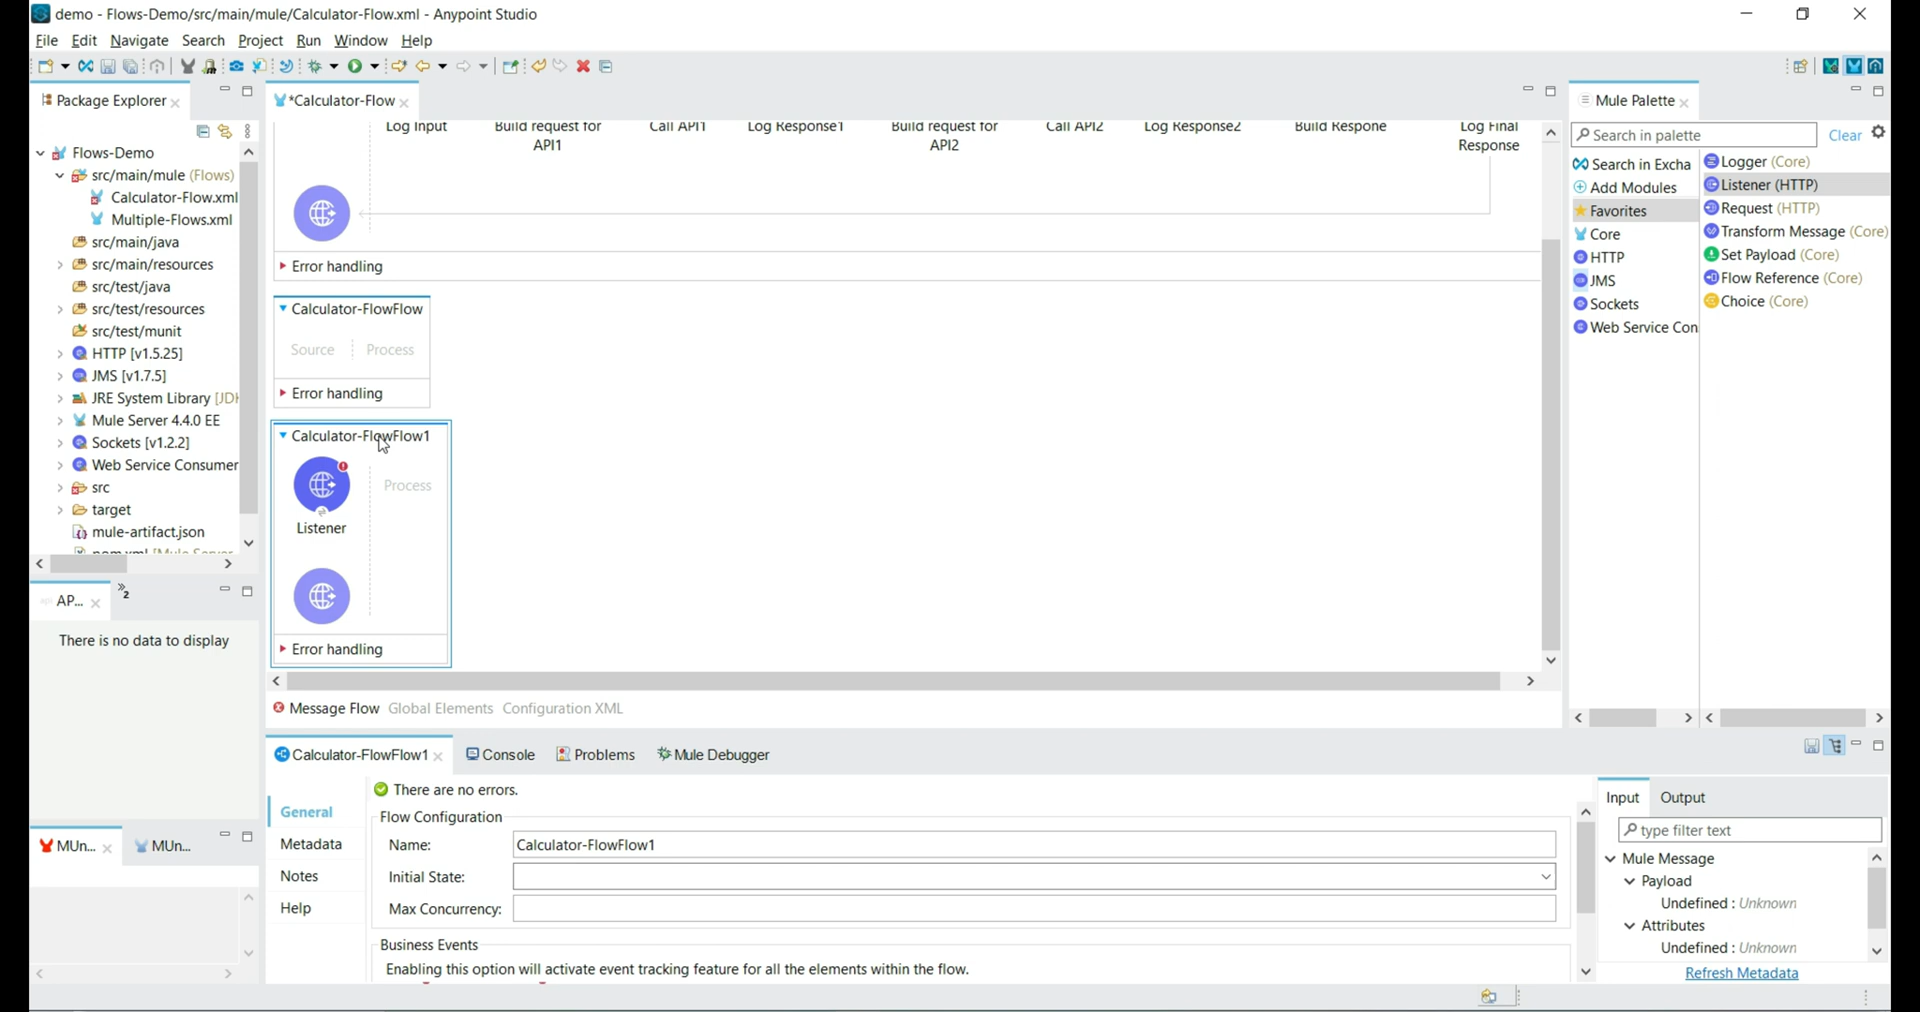 demo - Flows-Demo/src/main/mule/Calculator-Flow.xml - Anypoint Studio
File Edit Navigate Search Project Run Window Help
Package Explorer
Flows-Demo
src/main/mule (Flows)
Calculator-Flow.xml
Multiple-Flows.xml
src/main/java
src/main/resources
src/test/java
src/test/resources
src/test/munit
HTTP [v1.5.25]
JMS [v1.7.5]
JRE System Library [JDK
Mule Server 4.4.0 EE
Sockets [v1.2.2]
Web Service Consumer
src
target
mule-artifact.json
pom.xml [Mule Server
AP...
2
There is no data to display
MUn...
MUn...
*Calculator-Flow
Log Input
Build request for
API1
Call API1
Log Response1
Build request for
API2
Call API2
Log Response2
Build Respone
Log Final
Response
Error handling
Calculator-FlowFlow
Source
Process
Error handling
Calculator-FlowFlow1
Process
Listener
Error handling
Message Flow Global Elements Configuration XML
Calculator-FlowFlow1
Console
Problems
Mule Debugger
There are no errors.
General
Metadata
Notes
Help
Flow Configuration
Name: Calculator-FlowFlow1
Initial State:
Max Concurrency:
Business Events
Enabling this option will activate event tracking feature for all the elements within the flow.
Mule Palette
Search in palette
Clear
Search in Excha
Add Modules
Favorites
Core
HTTP
JMS
Sockets
Web Service Con
Logger (Core)
Listener (HTTP)
Request (HTTP)
Transform Message (Core)
Set Payload (Core)
Flow Reference (Core)
Choice (Core)
Input
Output
type filter text
Mule Message
Payload
Undefined : Unknown
Attributes
Undefined : Unknown
Refresh Metadata